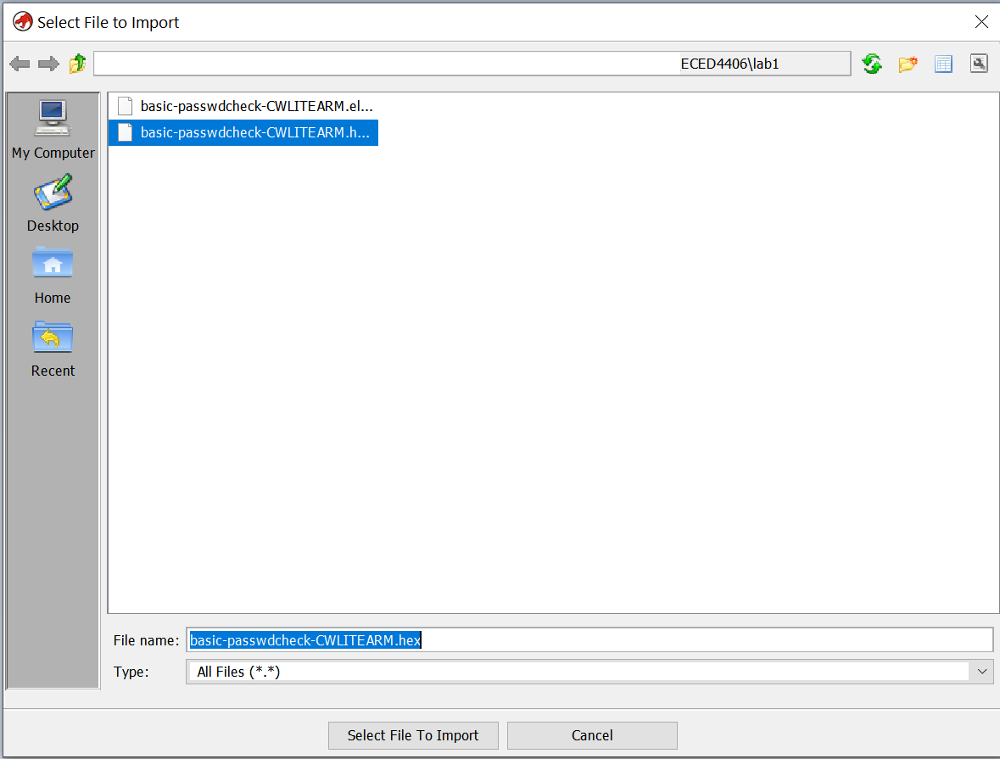 Select File to Import
ECED4406\lab1
My Computer
Desktop
Home
Recent
basic-passwdcheck-CWLITEARM.el...
basic-passwdcheck-CWLITEARM.h...
File name: basic-passwdcheck-CWLITEARM.hex
Type: All Files (*.*)
Select File To Import Cancel